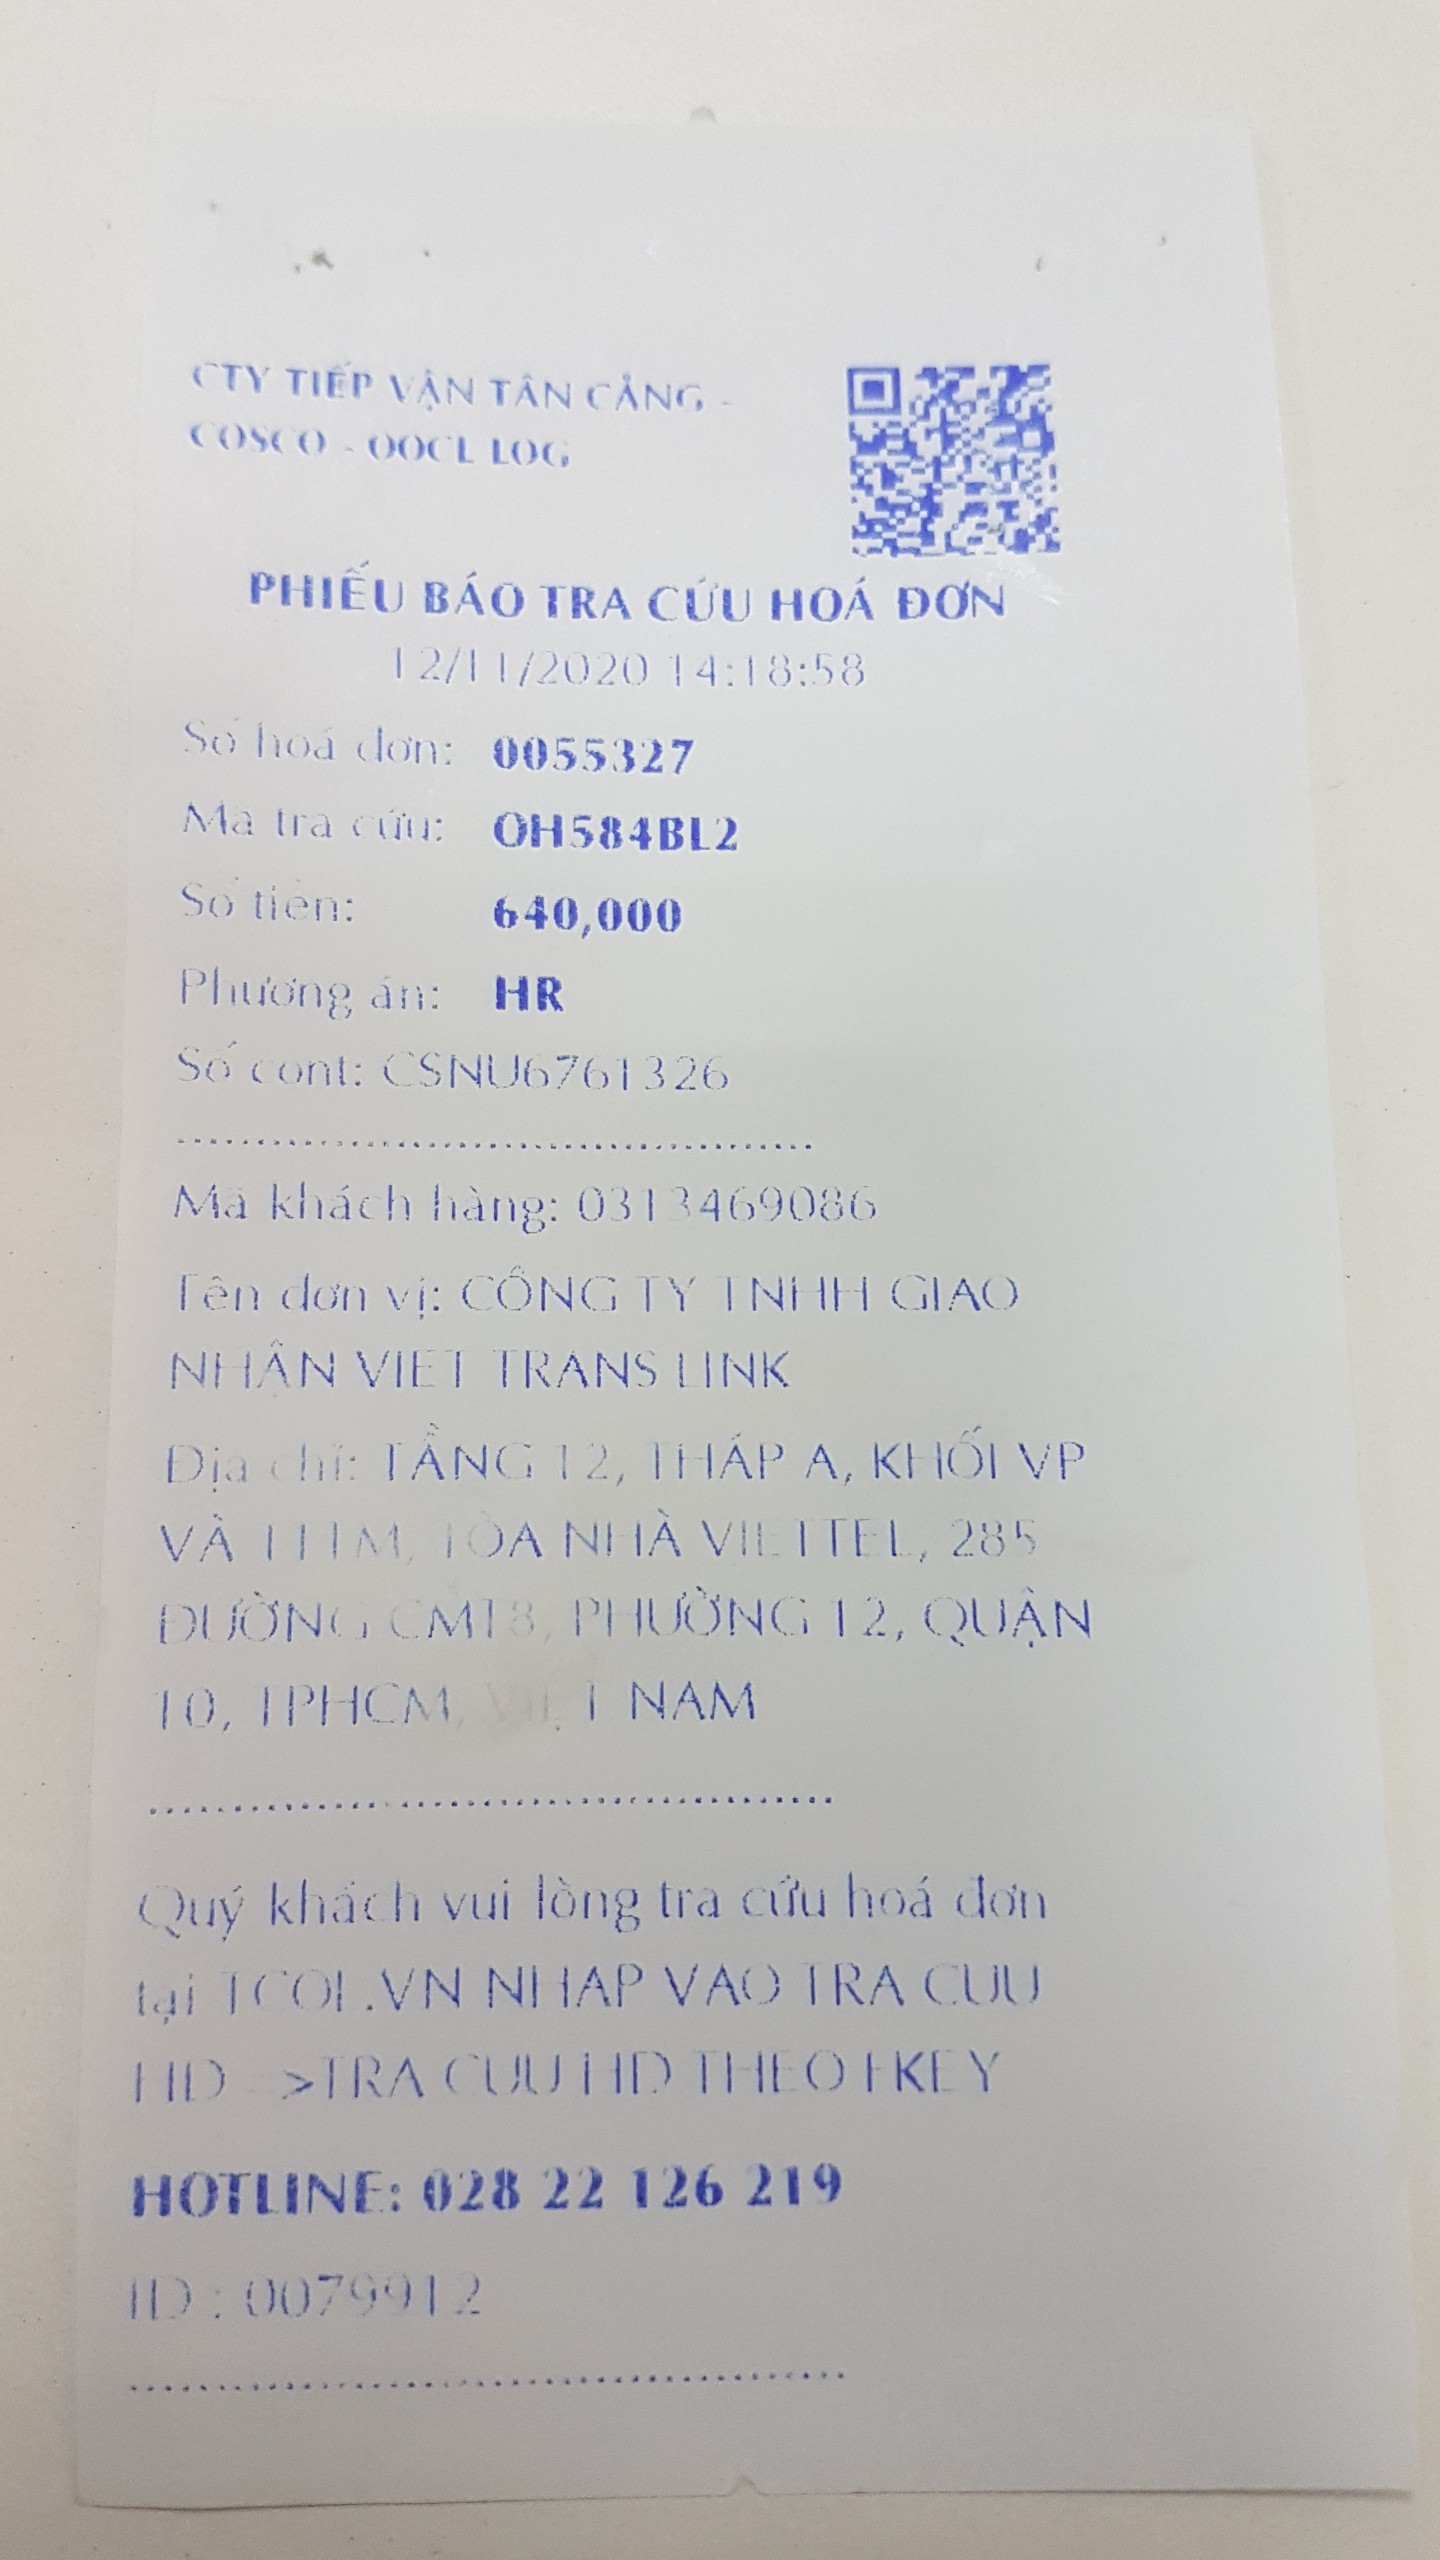 CTY TIẾP VẬN TÂN CẢNG -
COSCO - OOCL LOG
PHIẾU BÁO TRA CỨU HOÁ ĐƠN
12/11/2020 14:18:58
Số hoá đơn: 0055327
Mã tra cứu: OH584BL2
Số tiền: 640,000
Phương án: HR
Số cont: CSNU6761326
Mã khách hàng: 0313469086
Tên đơn vị: CÔNG TY TNHH GIAO
NHẬN VIET TRANS LINK
Địa chỉ: TẦNG 12, THÁP A, KHỐI VP
VÀ TTTM, TÒA NHÀ VIETTEL, 285
ĐƯỜNG CMT8, PHƯỜNG 12, QUẬN
10, TPHCM, VIỆT NAM
Quý khách vui lòng tra cứu hoá đơn
tại TCOL.VN NHAP VAO TRA CUU
HD -->TRA CUU HD THEO FKEY
HOTLINE: 028 22 126 219
ID : 0079912